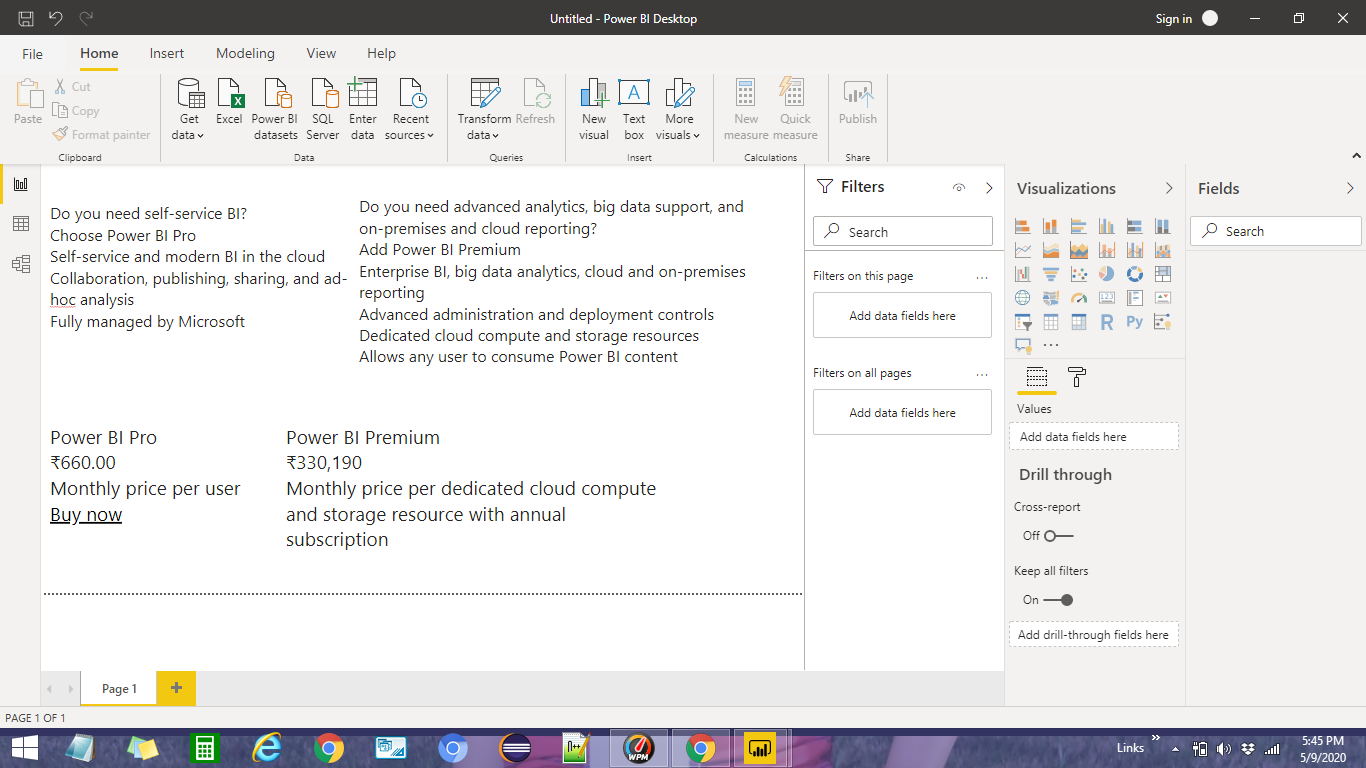 Untitled - Power BI Desktop
Sign in
File
Home
Insert
Modeling
View
Help
Paste
Cut
Copy
Format painter
Clipboard
Get data
Excel
Power BI datasets
SQL Server
Enter data
Recent sources
Data
Transform data
Refresh
Queries
New visual
Text box
More visuals
Insert
New measure
Quick measure
Calculations
Publish
Share
Do you need self-service BI?
Choose Power BI Pro
Self-service and modern BI in the cloud
Collaboration, publishing, sharing, and ad-
hoc analysis
Fully managed by Microsoft
Do you need advanced analytics, big data support, and
on-premises and cloud reporting?
Add Power BI Premium
Enterprise BI, big data analytics, cloud and on-premises
reporting
Advanced administration and deployment controls
Dedicated cloud compute and storage resources
Allows any user to consume Power BI content
Power BI Pro
₹660.00
Monthly price per user
Buy now
Power BI Premium
₹330,190
Monthly price per dedicated cloud compute
and storage resource with annual
subscription
Filters
Search
Filters on this page
...
Add data fields here
Filters on all pages
...
Add data fields here
Visualizations
123
R
Py
...
Values
Add data fields here
Drill through
Cross-report
Off
Keep all filters
On
Add drill-through fields here
Fields
Search
Page 1
PAGE 1 OF 1
WPM
Links
5:45 PM
5/9/2020